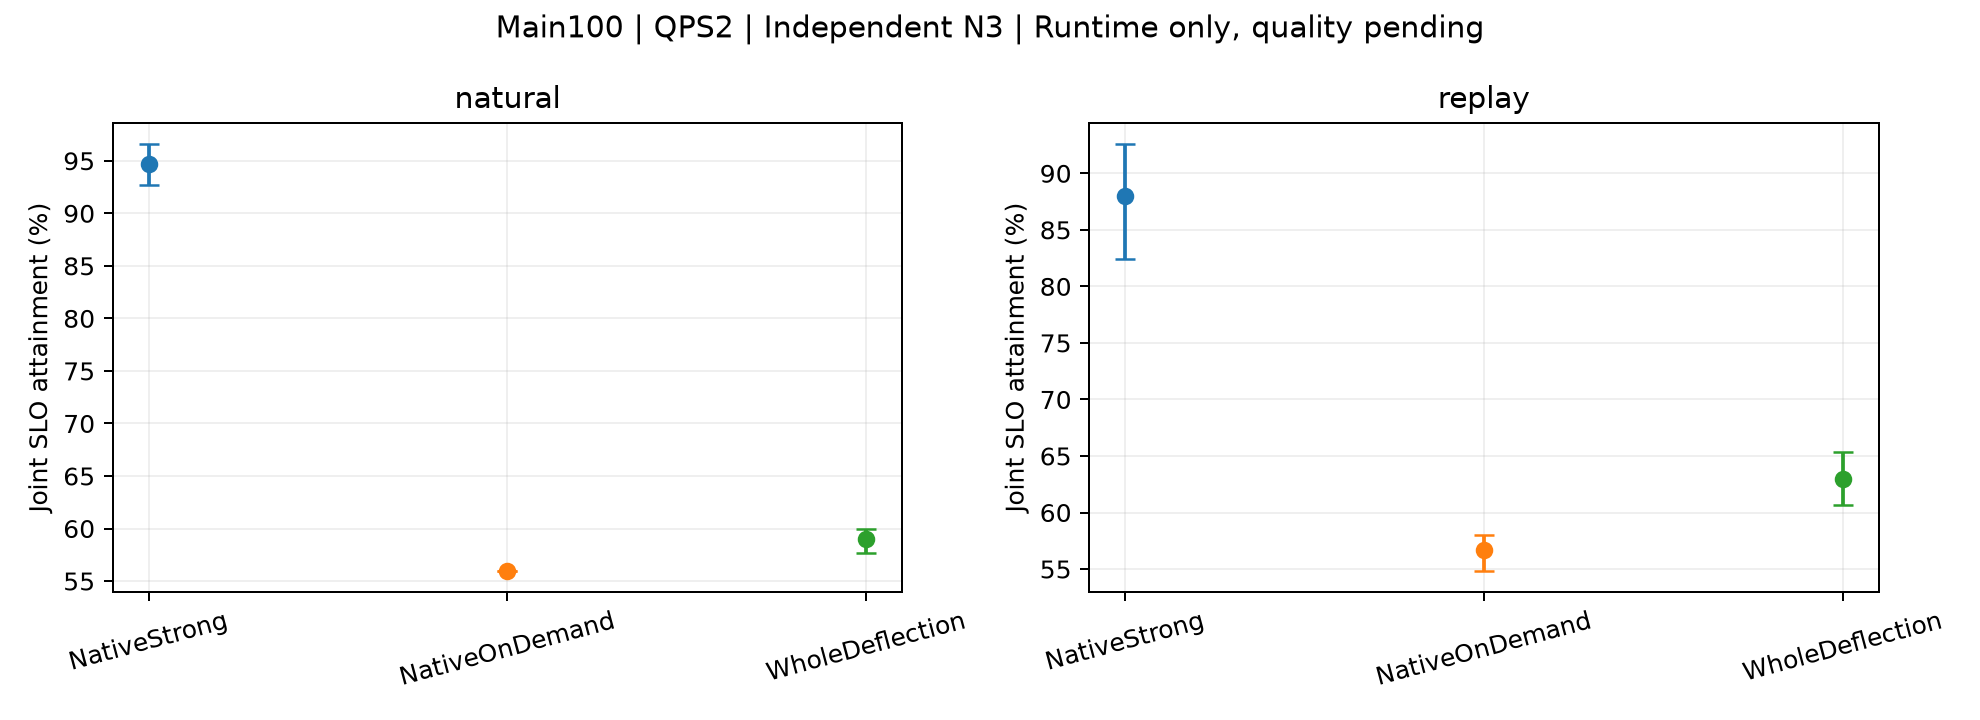 Main100 | QPS2 | Independent N3 | Runtime only, quality pending
natural
Joint SLO attainment (%)
95
90
85
80
75
70
65
60
55
NativeStrong
NativeOnDemand
WholeDeflection
replay
Joint SLO attainment (%)
90
85
80
75
70
65
60
55
NativeStrong
NativeOnDemand
WholeDeflection